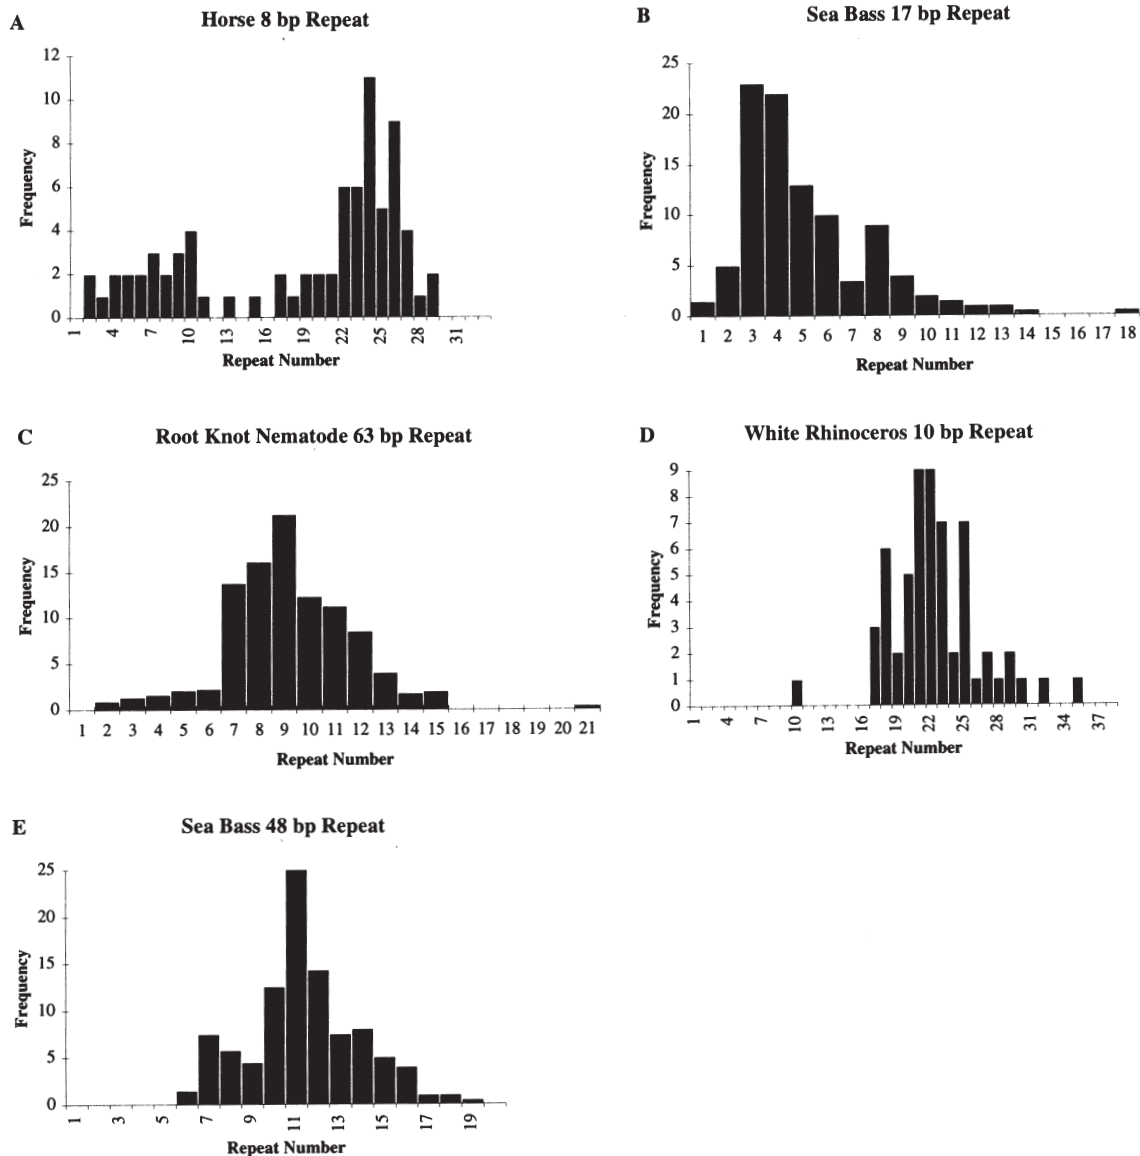 A
Horse 8 bp Repeat
12
10
8
6
4
2
0
Frequency
1 4 7 10 13 16 19 22 25 28 31
Repeat Number
B
Sea Bass 17 bp Repeat
25
20
15
10
5
0
Frequency
1 2 3 4 5 6 7 8 9 10 11 12 13 14 15 16 17 18
Repeat Number
C
Root Knot Nematode 63 bp Repeat
25
20
15
10
5
0
Frequency
1 2 3 4 5 6 7 8 9 10 11 12 13 14 15 16 17 18 19 20 21
Repeat Number
D
White Rhinoceros 10 bp Repeat
9
8
7
6
5
4
3
2
1
0
Frequency
1 4 7 10 13 16 19 22 25 28 31 34 37
Repeat Number
E
Sea Bass 48 bp Repeat
25
20
15
10
5
0
Frequency
1 3 5 7 9 11 13 15 17 19
Repeat Number